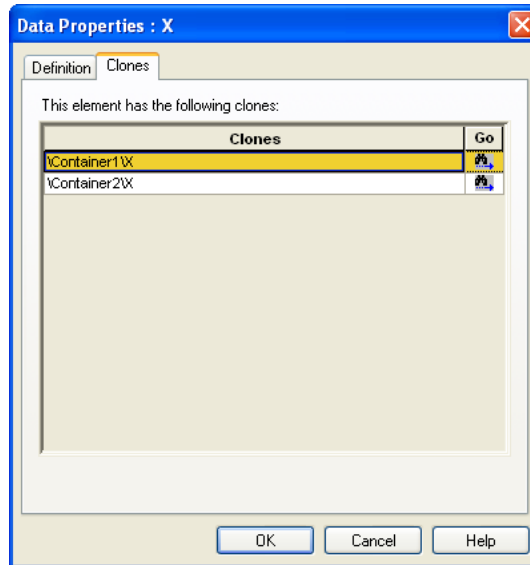 Data Properties : X
Definition Clones
This element has the following clones:
Clones Go
\Container1\X
\Container2\X
OK Cancel Help